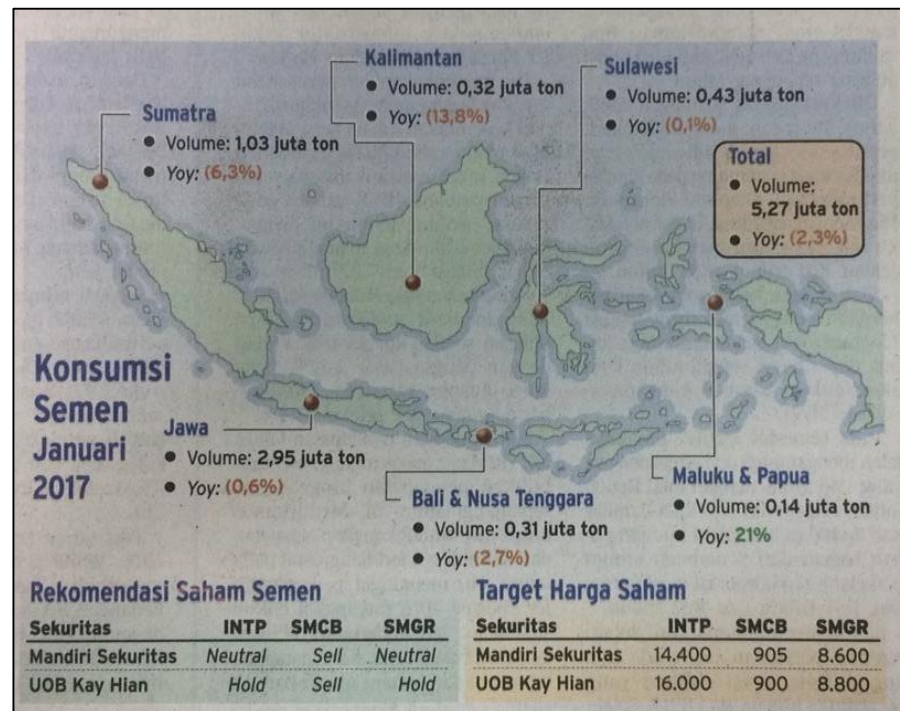 Kalimantan
• Volume: 0,32 juta ton
• Yoy: (13,8%)
Sulawesi
• Volume: 0,43 juta ton
• Yoy: (0,1%)
Sumatra
• Volume: 1,03 juta ton
• Yoy: (6,3%)
Total
• Volume:
5,27 juta ton
• Yoy: (2,3%)
Konsumsi
Semen
Januari
2017
Jawa
• Volume: 2,95 juta ton
• Yoy: (0,6%)
Bali & Nusa Tenggara
• Volume: 0,31 juta ton
• Yoy: (2,7%)
Maluku & Papua
• Volume: 0,14 juta ton
• Yoy: 21%
Rekomendasi Saham Semen
Sekuritas INTP SMCB SMGR
Mandiri Sekuritas Neutral Sell Neutral
UOB Kay Hian Hold Sell Hold
Target Harga Saham
Sekuritas INTP SMCB SMGR
Mandiri Sekuritas 14,400 905 8.600
UOB Kay Hian 16.000 900 8.800